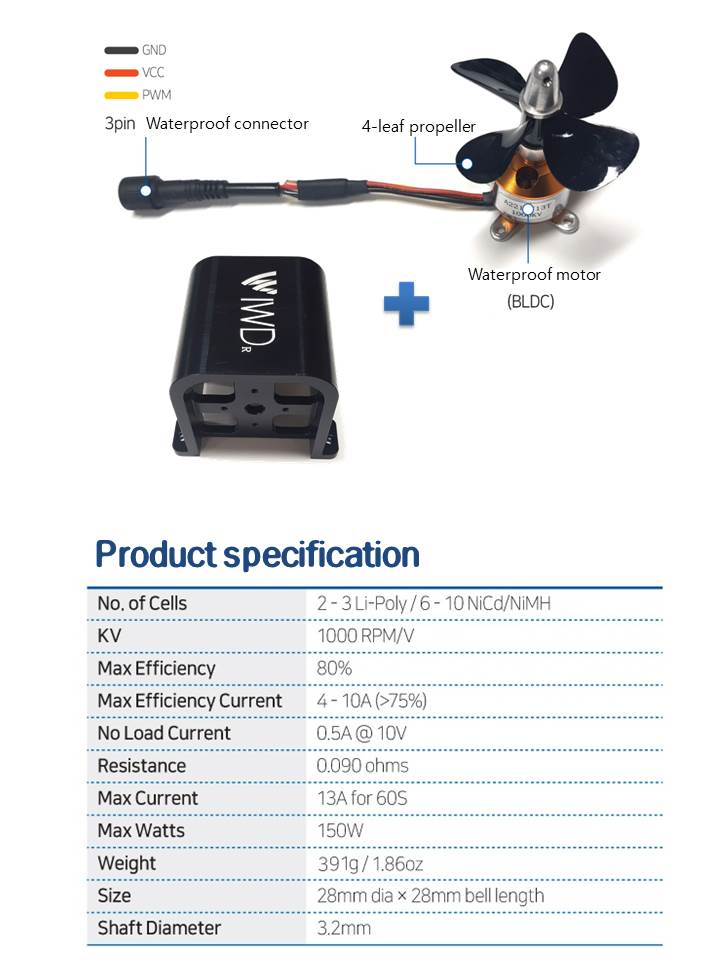 GND
VCC
PWM
3pin Waterproof connector
4-leaf propeller
1000KV
Waterproof motor
(BLDC)
IWD
R
Product specification
No. of Cells 2 - 3 Li-Poly / 6 - 10 NiCd/NiMH
KV 1000 RPM/V
Max Efficiency 80%
Max Efficiency Current 4 - 10A (>75%)
No Load Current 0.5A @ 10V
Resistance 0.090 ohms
Max Current 13A for 60S
Max Watts 150W
Weight 391g / 1.86oz
Size 28mm dia × 28mm bell length
Shaft Diameter 3.2mm